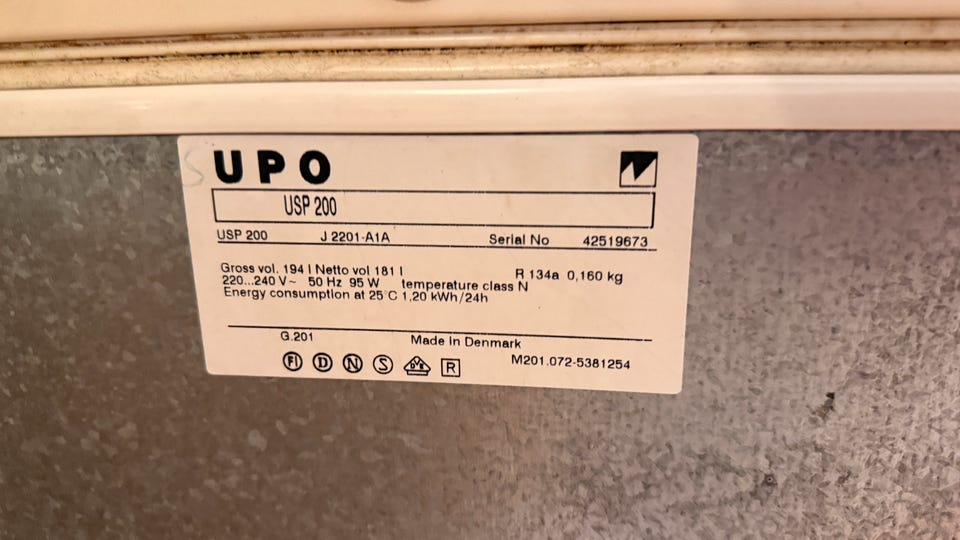 S
UPO
USP 200
USP 200 J 2201-A1A Serial No 42519673
Gross vol. 194 l Netto vol 181 l R 134a 0,160 kg
220...240 V~ 50 Hz 95 W temperature class N
Energy consumption at 25°C 1,20 kWh/24h
G.201 Made in Denmark
FI D N S DVE R M201.072-5381254